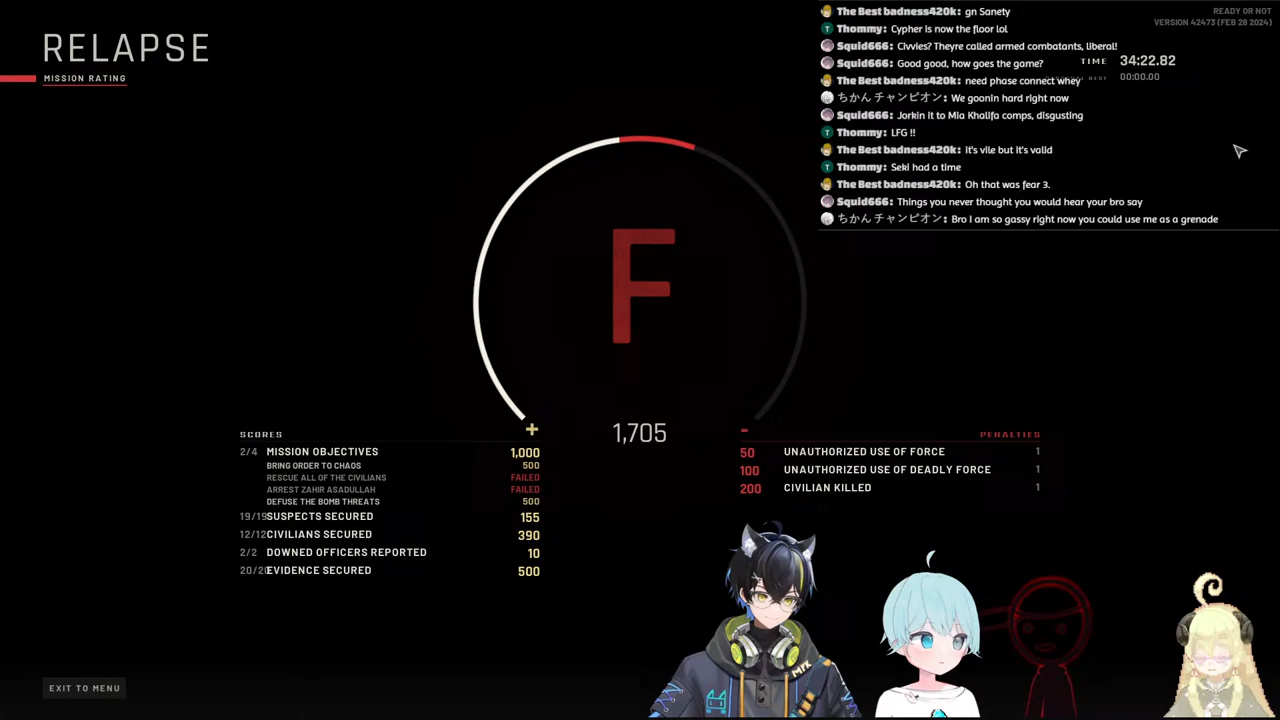 RELAPSE
MISSION RATING
READY OR NOT
VERSION 42473 (FEB 28 2024)
TIME 34:22.82
00:00.00
The Best badness420k: gn Sanety
Thommy: Cypher is now the floor lol
Squid666: Civvies? Theyre called armed combatants, liberal!
Squid666: Good good, how goes the game?
The Best badness420k: need phase connect whey
ちかん チャンピオン: We goonin hard right now
Squid666: Jorkin it to Mia Khalifa comps, disgusting
Thommy: LFG !!
The Best badness420k: it's vile but it's valid
Thommy: Seki had a time
The Best badness420k: Oh that was fear 3.
Squid666: Things you never thought you would hear your bro say
ちかん チャンピオン: Bro I am so gassy right now you could use me as a grenade
F
1,705
SCORES +
2/4 MISSION OBJECTIVES 1,000
BRING ORDER TO CHAOS 500
RESCUE ALL OF THE CIVILIANS FAILED
ARREST ZAHIR ASADULLAH FAILED
DEFUSE THE BOMB THREATS 500
19/19 SUSPECTS SECURED 155
12/12 CIVILIANS SECURED 390
2/2 DOWNED OFFICERS REPORTED 10
20/20 EVIDENCE SECURED 500
- PENALTIES
50 UNAUTHORIZED USE OF FORCE 1
100 UNAUTHORIZED USE OF DEADLY FORCE 1
200 CIVILIAN KILLED 1
EXIT TO MENU